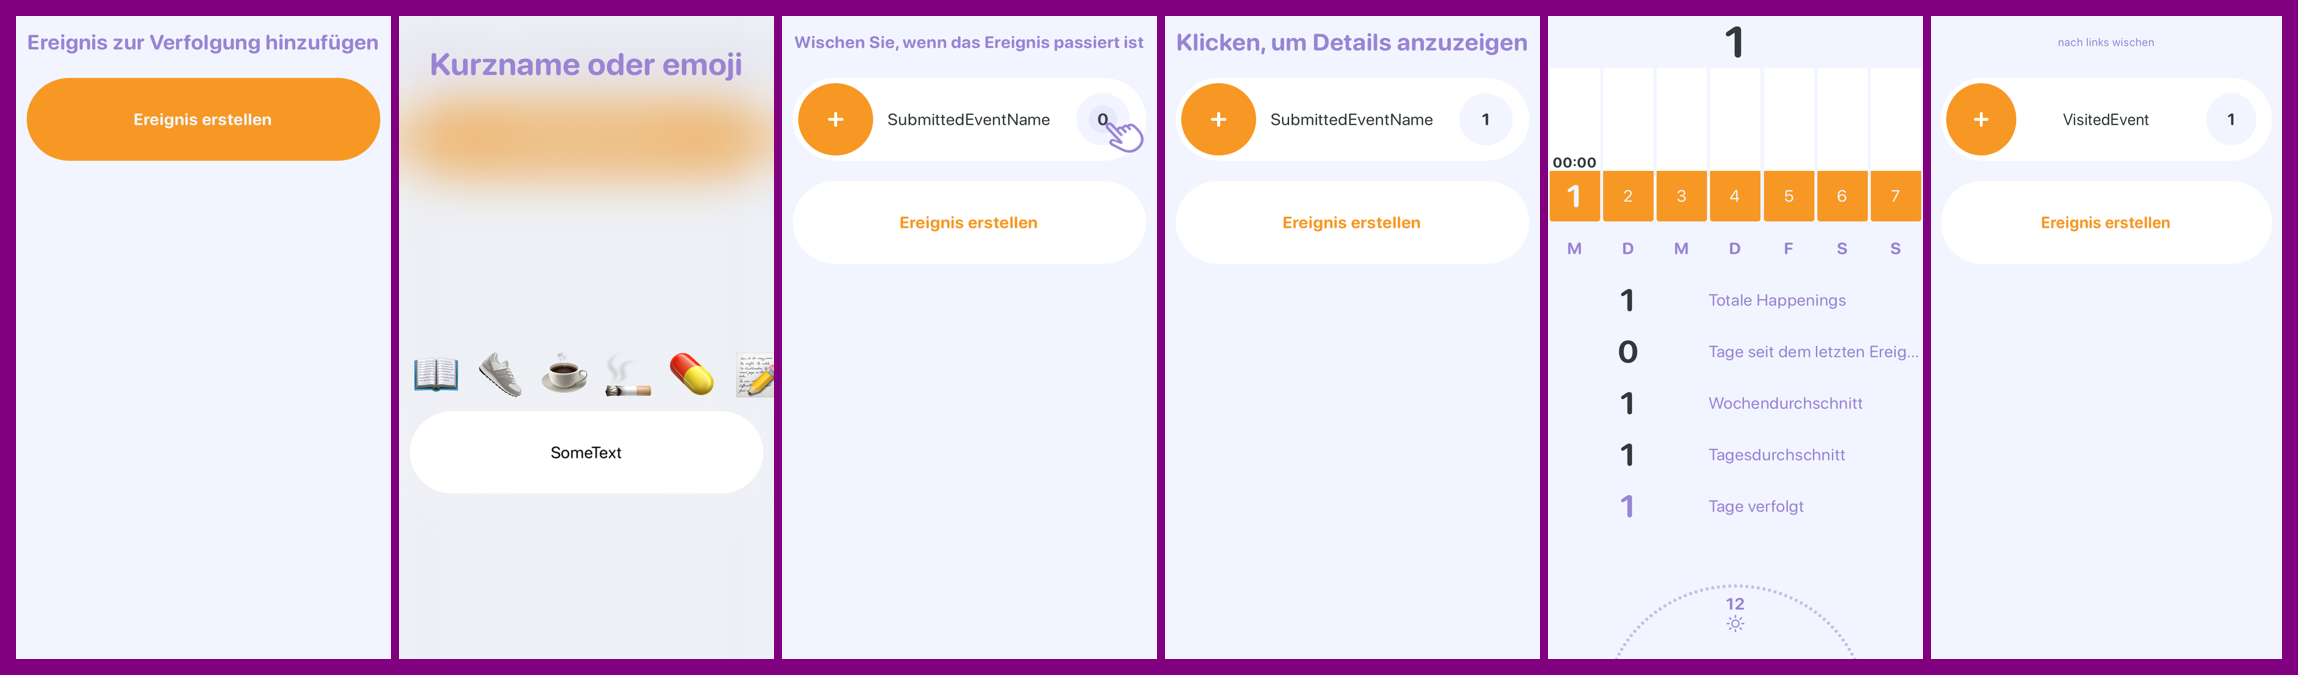 Ereignis zur Verfolgung hinzufügen
Ereignis erstellen
Kurzname oder emoji
SomeText
Wischen Sie, wenn das Ereignis passiert ist
+ SubmittedEventName 0
Ereignis erstellen
Klicken, um Details anzuzeigen
+ SubmittedEventName 1
Ereignis erstellen
1
00:00
1 2 3 4 5 6 7
M D M D F S S
1 Totale Happenings
0 Tage seit dem letzten Ereig...
1 Wochendurchschnitt
1 Tagesdurchschnitt
1 Tage verfolgt
12
nach links wischen
+ VisitedEvent 1
Ereignis erstellen